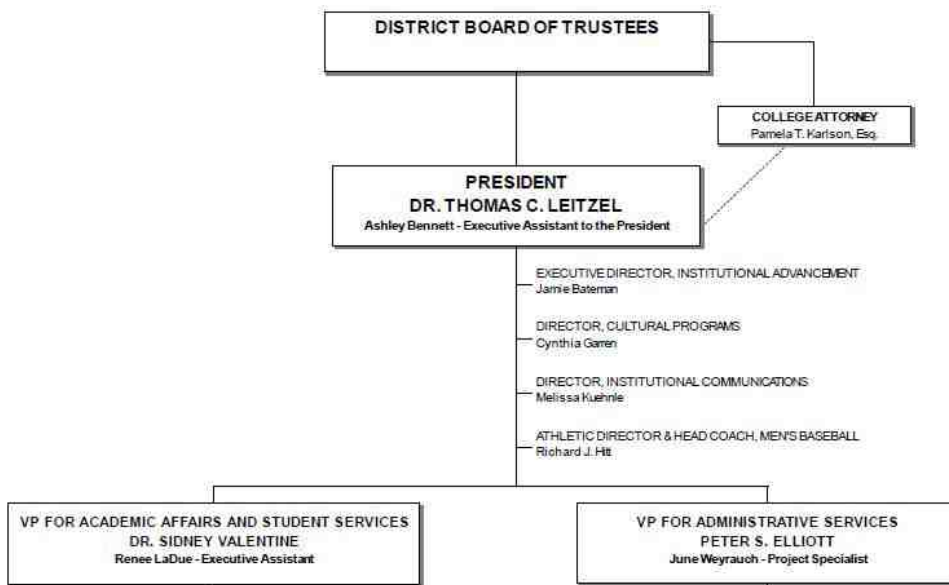 DISTRICT BOARD OF TRUSTEES
COLLEGE ATTORNEY
Pamela T. Karlson, Esq.
PRESIDENT
DR. THOMAS C. LEITZEL
Ashley Bennett - Executive Assistant to the President
EXECUTIVE DIRECTOR, INSTITUTIONAL ADVANCEMENT
Jamie Bateman
DIRECTOR, CULTURAL PROGRAMS
Cynthia Garren
DIRECTOR, INSTITUTIONAL COMMUNICATIONS
Melissa Kuehnle
ATHLETIC DIRECTOR & HEAD COACH, MEN'S BASEBALL
Richard J. Hitt
VP FOR ACADEMIC AFFAIRS AND STUDENT SERVICES
DR. SIDNEY VALENTINE
Renee LaDue - Executive Assistant
VP FOR ADMINISTRATIVE SERVICES
PETER S. ELLIOTT
June Weyrauch - Project Specialist